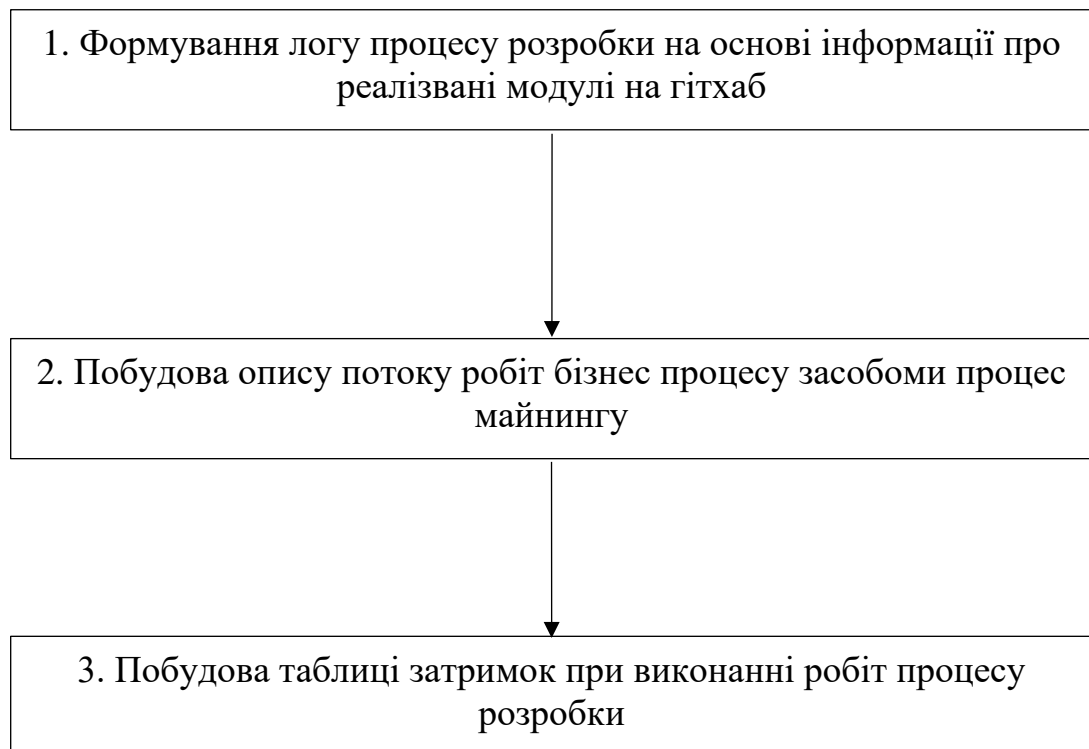 1. Формування логу процесу розробки на основі інформації про
реалізвані модулі на гітхаб
2. Побудова опису потоку робіт бізнес процесу засобоми процес
майнингу
3. Побудова таблиці затримок при виконанні робіт процесу
розробки